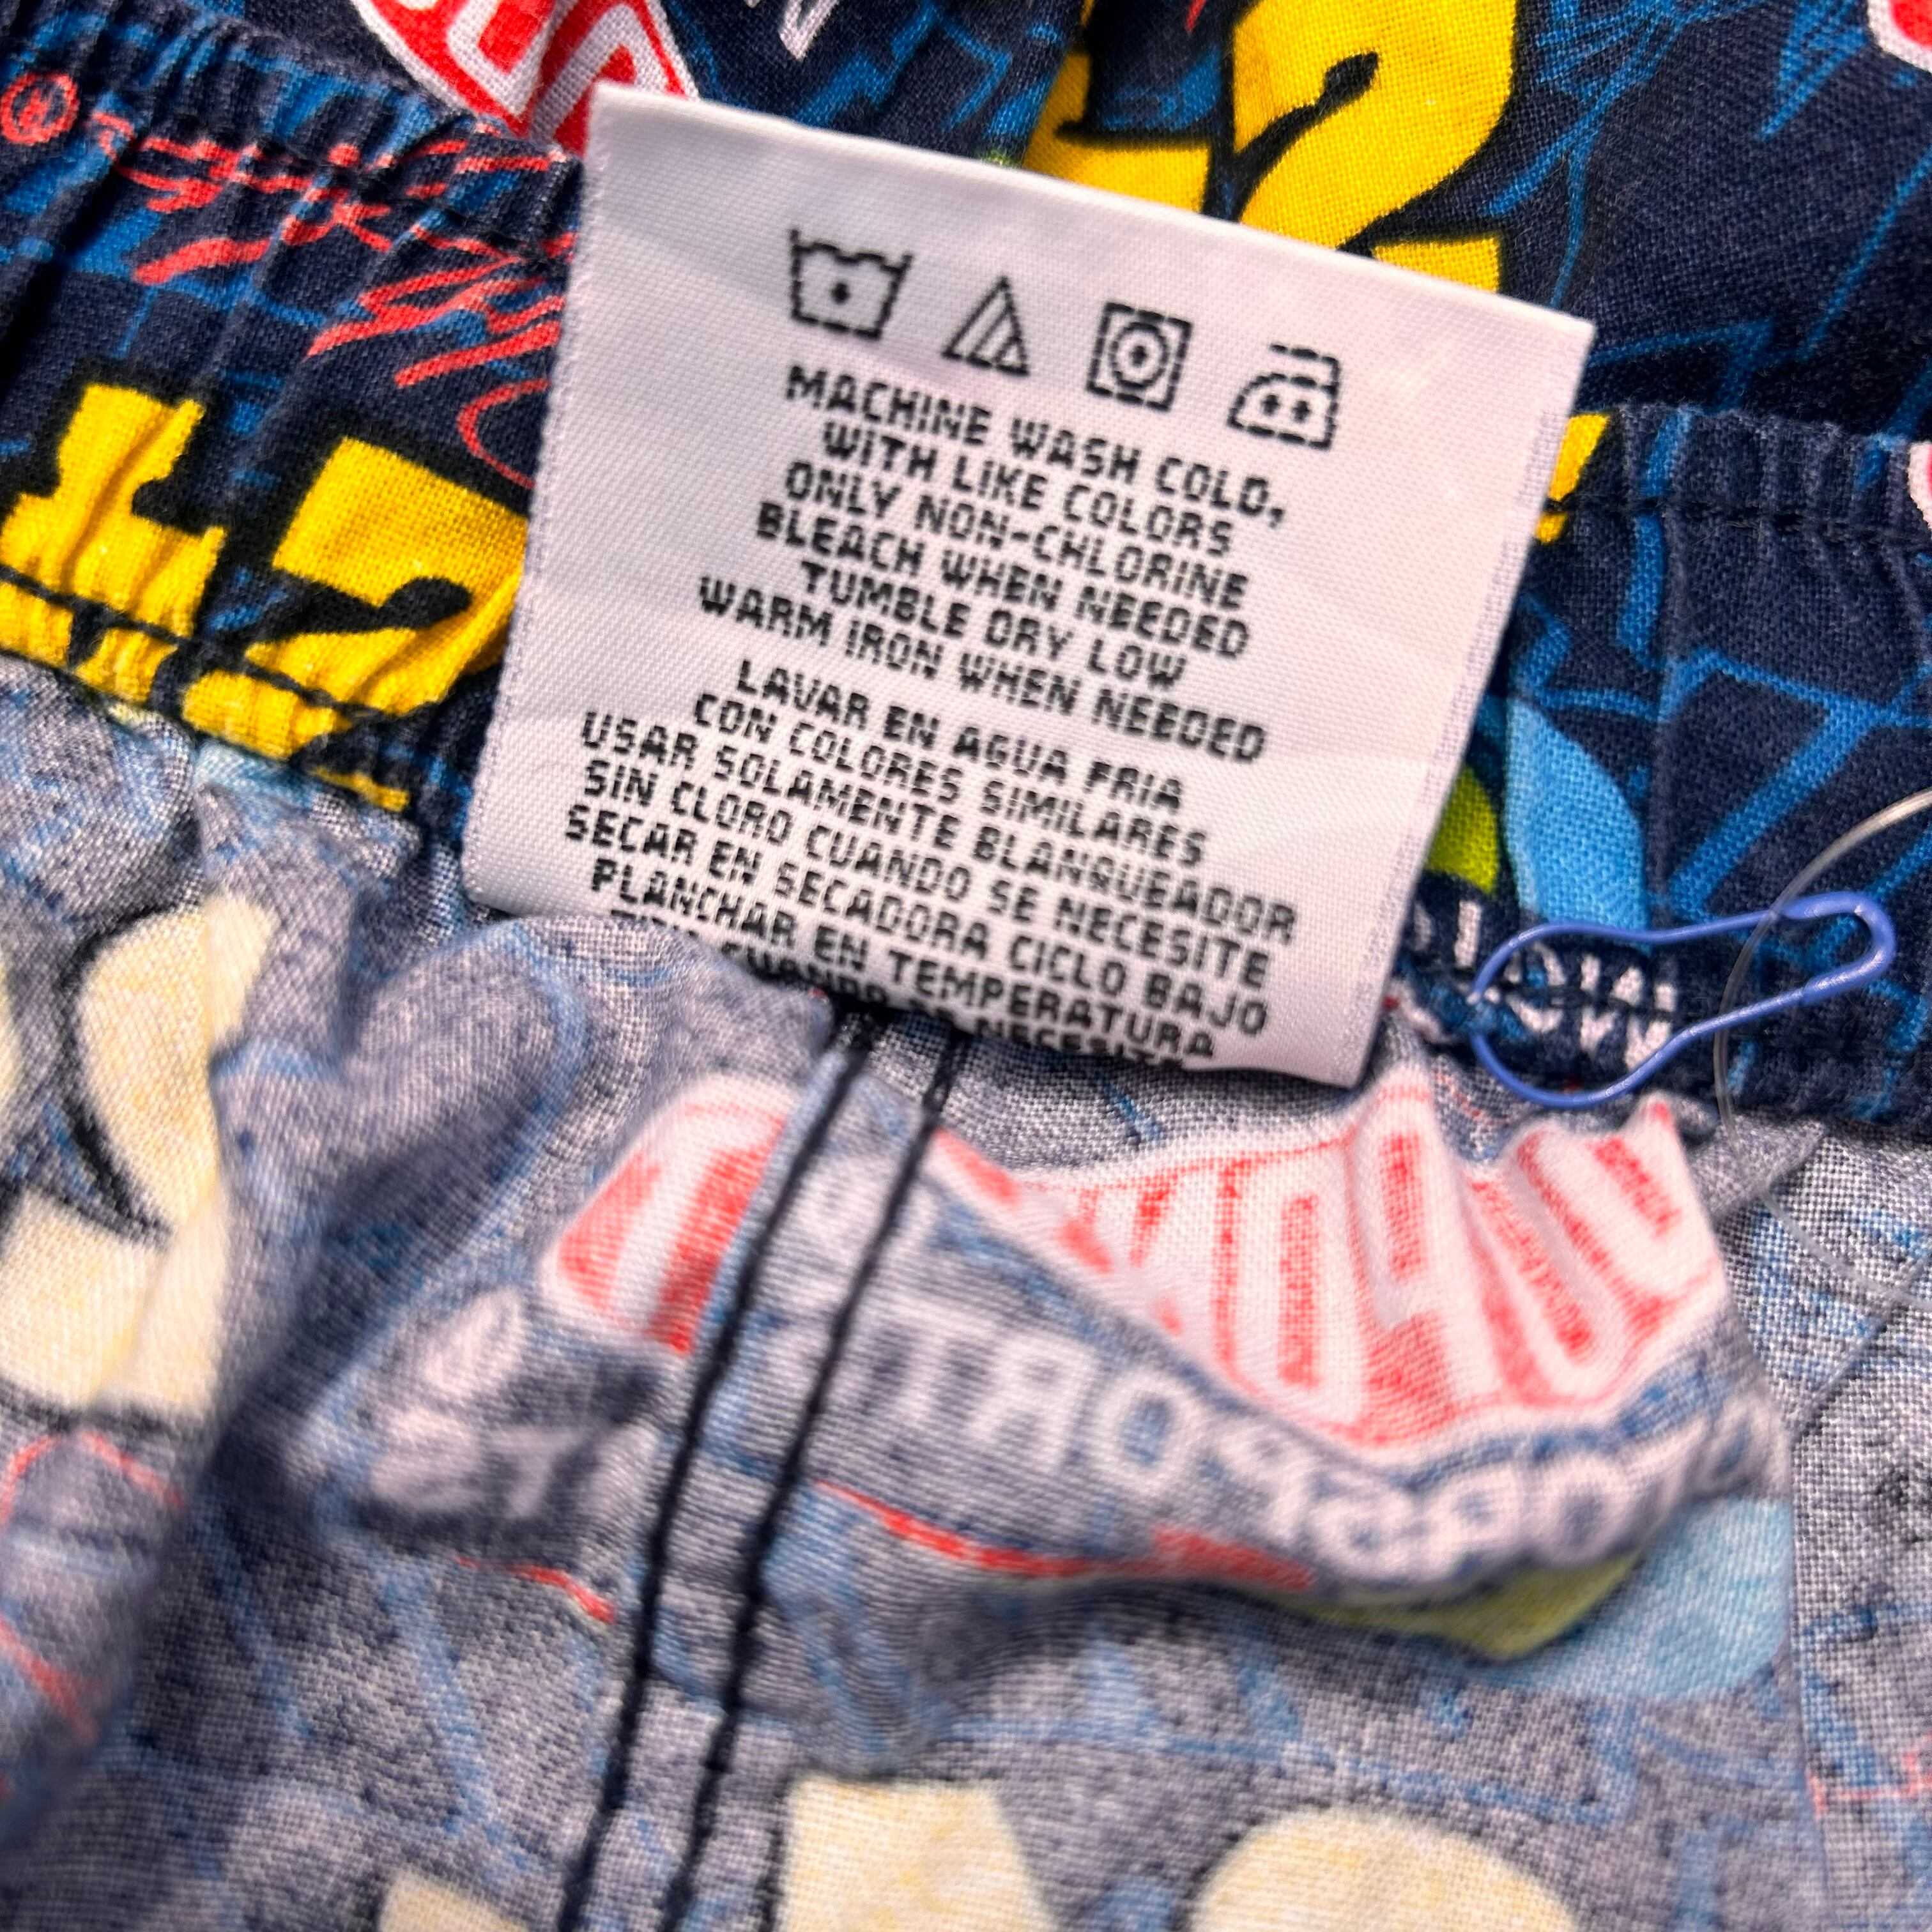 MACHINE WASH COLD,
WITH LIKE COLORS
ONLY NON-CHLORINE
BLEACH WHEN NEEDED
TUMBLE DRY LOW
WARM IRON WHEN NEEDED
LAVAR EN AGUA FRIA
CON COLORES SIMILARES
USAR SOLAMENTE BLANQUEADOR
SIN CLORO CUANDO SE NECESITE
SECAR EN SECADORA CICLO BAJO
PLANCHAR EN TEMPERATURA